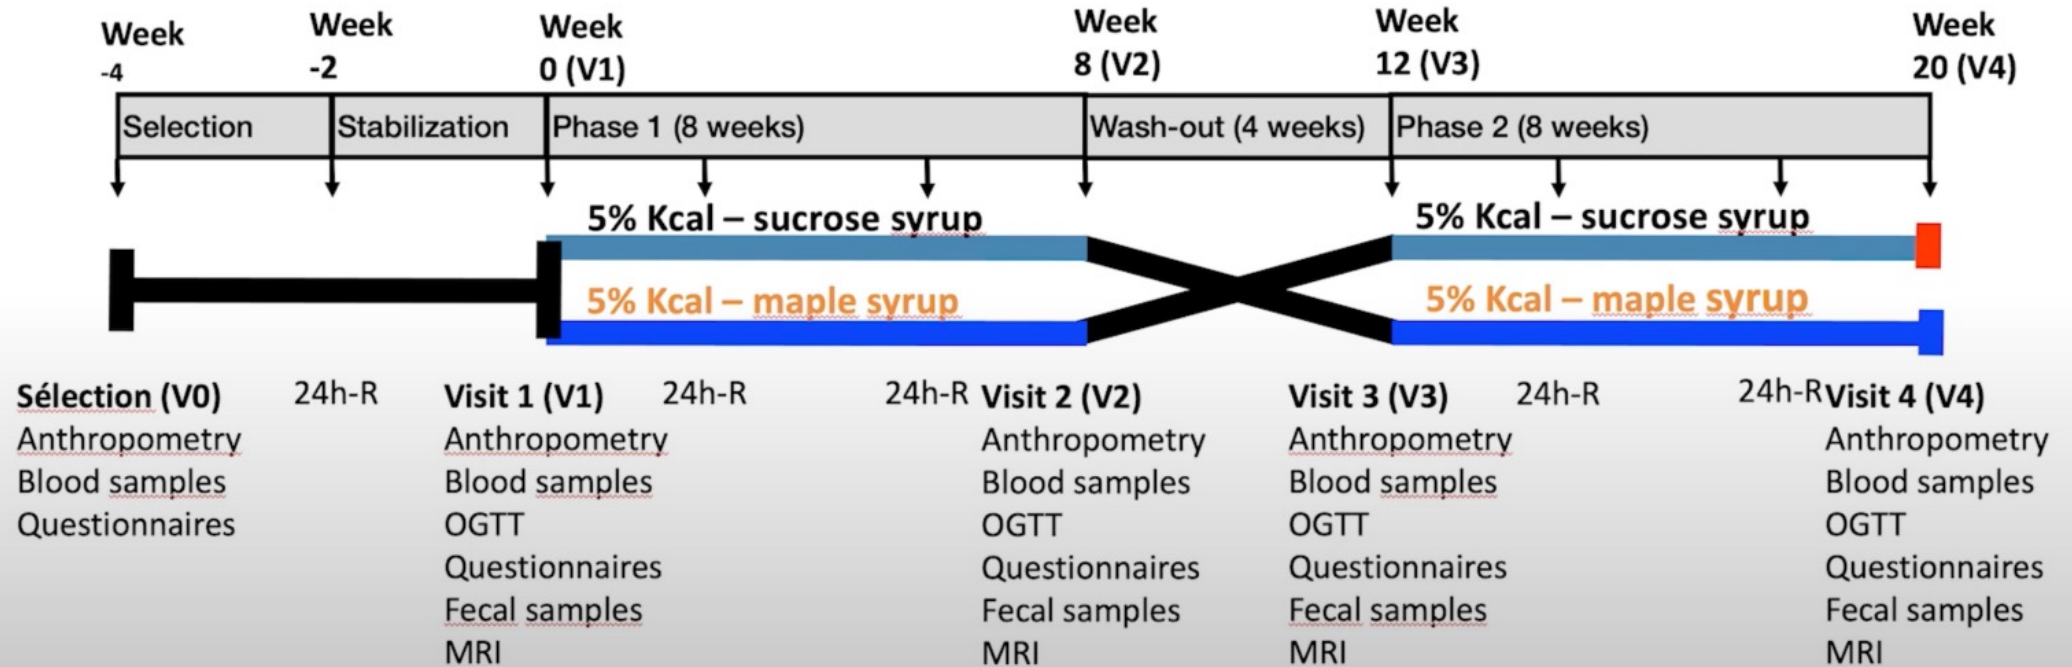 Week
-4
Week
-2
Week
0 (V1)
Week
8 (V2)
Week
12 (V3)
Week
20 (V4)
Selection
Stabilization
Phase 1 (8 weeks)
Wash-out (4 weeks)
Phase 2 (8 weeks)
5% Kcal – sucrose syrup
5% Kcal – sucrose syrup
5% Kcal – maple syrup
5% Kcal – maple syrup
Sélection (V0)
Anthropometry
Blood samples
Questionnaires
24h-R
Visit 1 (V1)
Anthropometry
Blood samples
OGTT
Questionnaires
Fecal samples
MRI
24h-R
24h-R
Visit 2 (V2)
Anthropometry
Blood samples
OGTT
Questionnaires
Fecal samples
MRI
Visit 3 (V3)
Anthropometry
Blood samples
OGTT
Questionnaires
Fecal samples
MRI
24h-R
24h-R
Visit 4 (V4)
Anthropometry
Blood samples
OGTT
Questionnaires
Fecal samples
MRI